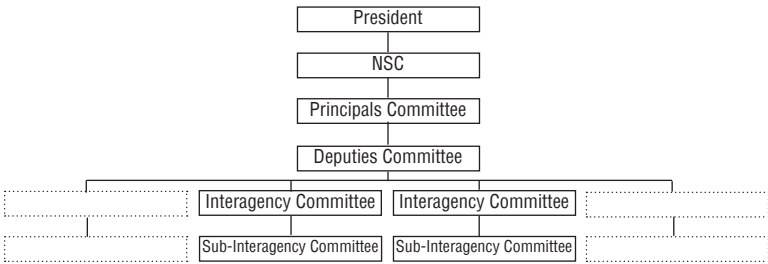 President
NSC
Principals Committee
Deputies Committee
Interagency Committee
Interagency Committee
Sub-Interagency Committee
Sub-Interagency Committee